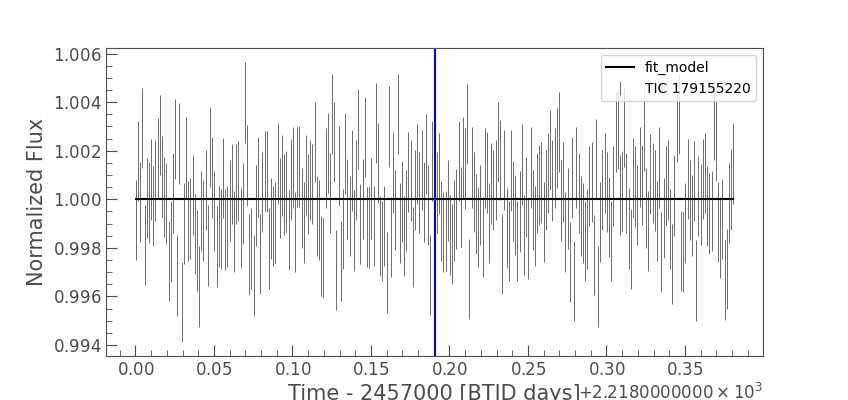 1.006
1.004
1.002
1.000
0.998
0.996
0.994
Normalized Flux
fit_model
TIC 179155220
0.00 0.05 0.10 0.15 0.20 0.25 0.30 0.35
Time - 2457000 [BTJD days]
+2.2180000000 × 10³